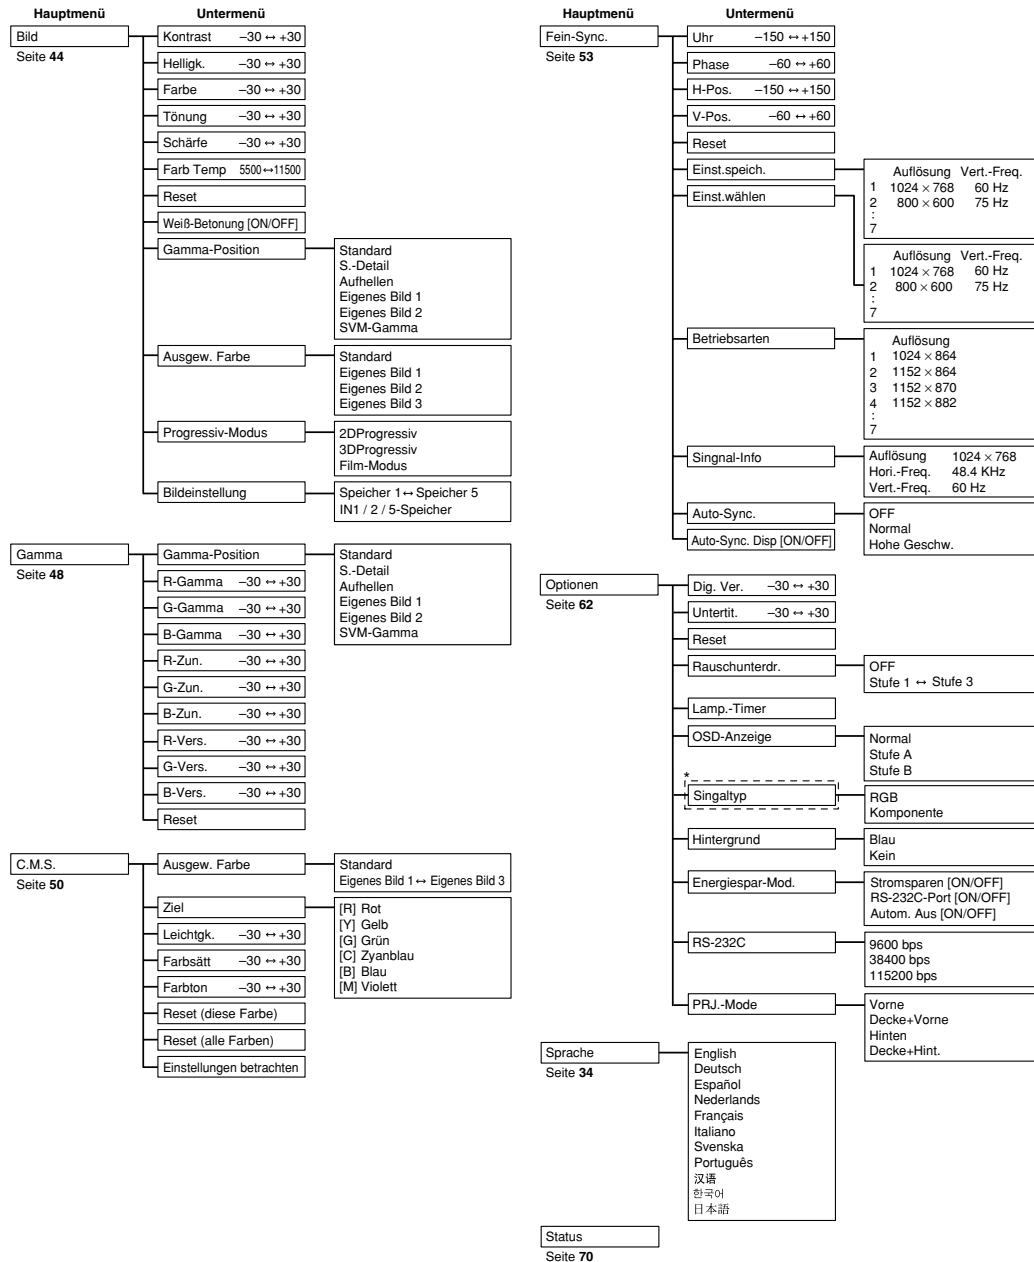 Hauptmenü Untermenü
Bild
Seite 44
Kontrast –30 ↔ +30
Helligk. –30 ↔ +30
Farbe –30 ↔ +30
Tönung –30 ↔ +30
Schärfe –30 ↔ +30
Farb Temp 5500↔11500
Reset
Weiß-Betonung [ON/OFF]
Gamma-Position
Standard
S.-Detail
Aufhellen
Eigenes Bild 1
Eigenes Bild 2
SVM-Gamma
Ausgew. Farbe
Standard
Eigenes Bild 1
Eigenes Bild 2
Eigenes Bild 3
Progressiv-Modus
2DProgressiv
3DProgressiv
Film-Modus
Bildeinstellung
Speicher 1↔ Speicher 5
IN1 / 2 / 5-Speicher
Gamma
Seite 48
Gamma-Position
Standard
S.-Detail
Aufhellen
Eigenes Bild 1
Eigenes Bild 2
SVM-Gamma
R-Gamma –30 ↔ +30
G-Gamma –30 ↔ +30
B-Gamma –30 ↔ +30
R-Zun. –30 ↔ +30
G-Zun. –30 ↔ +30
B-Zun. –30 ↔ +30
R-Vers. –30 ↔ +30
G-Vers. –30 ↔ +30
B-Vers. –30 ↔ +30
Reset
C.M.S.
Seite 50
Ausgew. Farbe
Standard
Eigenes Bild 1↔ Eigenes Bild 3
Ziel
[R] Rot
[Y] Gelb
[G] Grün
[C] Zyanblau
[B] Blau
[M] Violett
Leichtgk. –30 ↔ +30
Farbsätt –30 ↔ +30
Farbton –30 ↔ +30
Reset (diese Farbe)
Reset (alle Farben)
Einstellungen betrachten
Hauptmenü Untermenü
Fein-Sync.
Seite 53
Uhr –150 ↔ +150
Phase –60 ↔ +60
H-Pos. –150 ↔ +150
V-Pos. –60 ↔ +60
Reset
Einst.speich.
Auflösung Vert.-Freq.
1 1024 × 768 60 Hz
2 800 × 600 75 Hz
:
7
Einst.wählen
Auflösung Vert.-Freq.
1 1024 × 768 60 Hz
2 800 × 600 75 Hz
:
7
Betriebsarten
Auflösung
1 1024 × 864
2 1152 × 864
3 1152 × 870
4 1152 × 882
:
7
Singnal-Info
Auflösung 1024 × 768
Hori.-Freq. 48.4 KHz
Vert.-Freq. 60 Hz
Auto-Sync.
OFF
Normal
Hohe Geschw.
Auto-Sync. Disp [ON/OFF]
Optionen
Seite 62
Dig. Ver. –30 ↔ +30
Untertit. –30 ↔ +30
Reset
Rauschunterdr.
OFF
Stufe 1 ↔ Stufe 3
Lamp.-Timer
OSD-Anzeige
Normal
Stufe A
Stufe B
*
Singaltyp
RGB
Komponente
Hintergrund
Blau
Kein
Energiespar-Mod.
Stromsparen [ON/OFF]
RS-232C-Port [ON/OFF]
Autom. Aus [ON/OFF]
RS-232C
9600 bps
38400 bps
115200 bps
PRJ.-Mode
Vorne
Decke+Vorne
Hinten
Decke+Hint.
Sprache
Seite 34
English
Deutsch
Español
Nederlands
Français
Italiano
Svenska
Português
汉语
한국어
日本語
Status
Seite 70